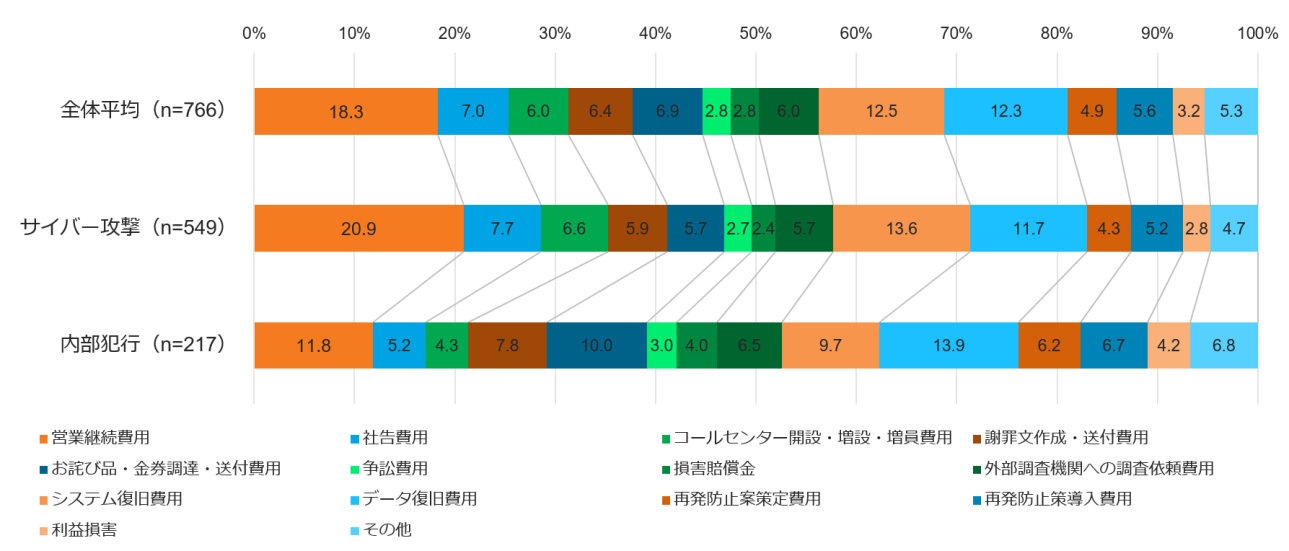 0% 10% 20% 30% 40% 50% 60% 70% 80% 90% 100%
全体平均（n=766） 18.3 7.0 6.0 6.4 6.9 2.8 2.8 6.0 12.5 12.3 4.9 5.6 3.2 5.3
サイバー攻撃（n=549） 20.9 7.7 6.6 5.9 5.7 2.7 2.4 5.7 13.6 11.7 4.3 5.2 2.8 4.7
内部犯行（n=217） 11.8 5.2 4.3 7.8 10.0 3.0 4.0 6.5 9.7 13.9 6.2 6.7 4.2 6.8
営業継続費用 社告費用 コールセンター開設・増設・増員費用 謝罪文作成・送付費用
お詫び品・金券調達・送付費用 争訟費用 損害賠償金 外部調査機関への調査依頼費用
システム復旧費用 データ復旧費用 再発防止案策定費用 再発防止策導入費用
利益損害 その他